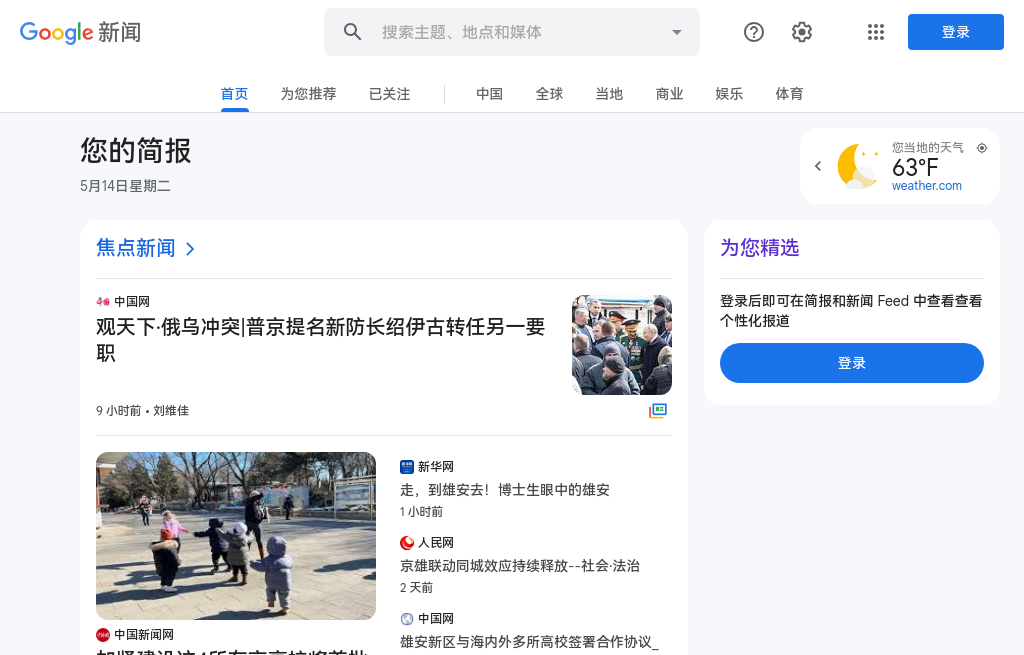 Google 新闻
搜索主题、地点和媒体
登录
首页
为您推荐
已关注
中国
全球
当地
商业
娱乐
体育
您的简报
5月14日星期二
您当地的天气
63°F
weather.com
焦点新闻
中国网
观天下·俄乌冲突|普京提名新防长绍伊古转任另一要
职
9 小时前 • 刘维佳
中国新闻网
新华网
走，到雄安去！博士生眼中的雄安
1 小时前
人民网
京雄联动同城效应持续释放--社会·法治
2 天前
中国网
雄安新区与海内外多所高校签署合作协议_
为您精选
登录后即可在简报和新闻 Feed 中查看查看
个性化报道
登录